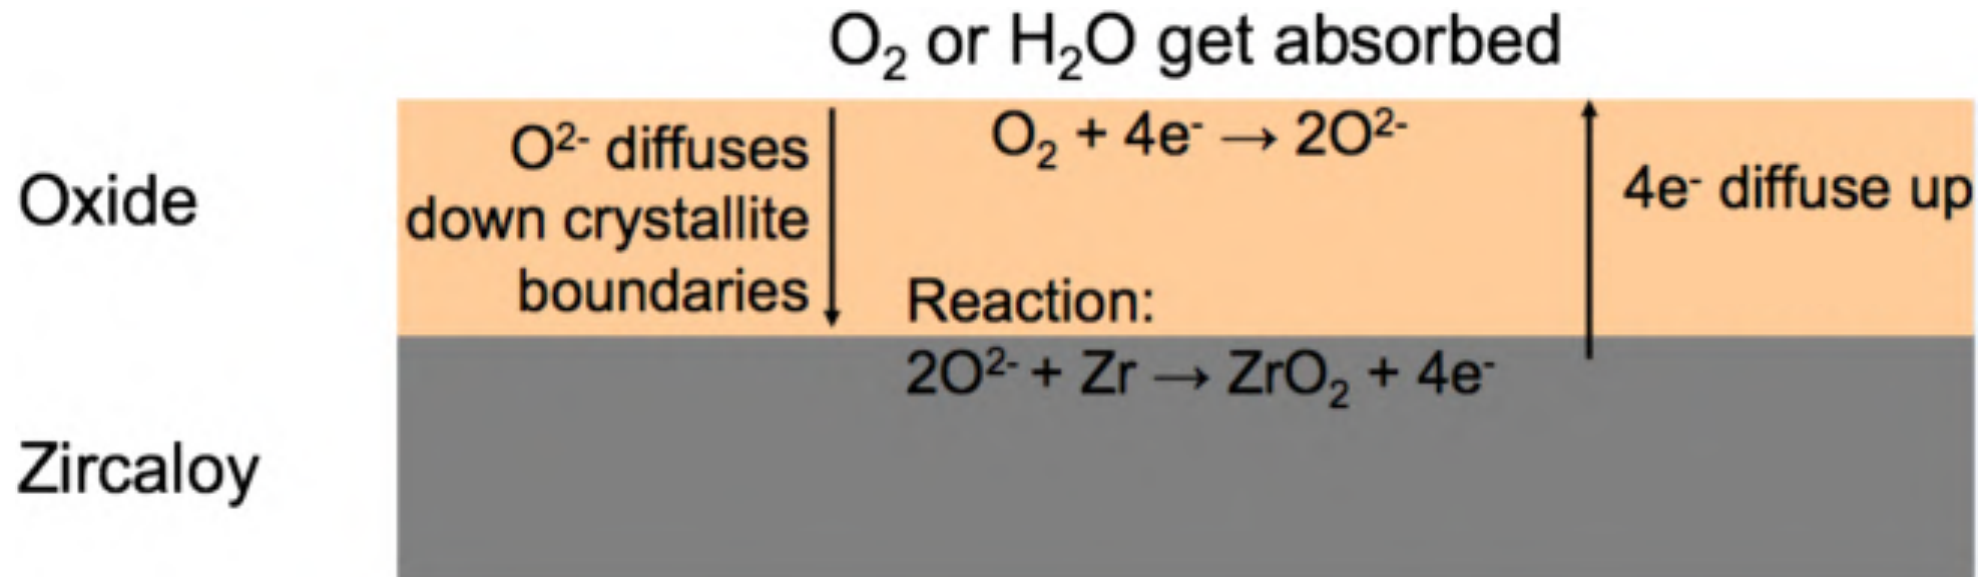 O₂ or H₂O get absorbed
Oxide
O²⁻ diffuses
down crystallite
boundaries
O₂ + 4e⁻ → 2O²⁻
4e⁻ diffuse up
Reaction:
2O²⁻ + Zr → ZrO₂ + 4e⁻
Zircaloy